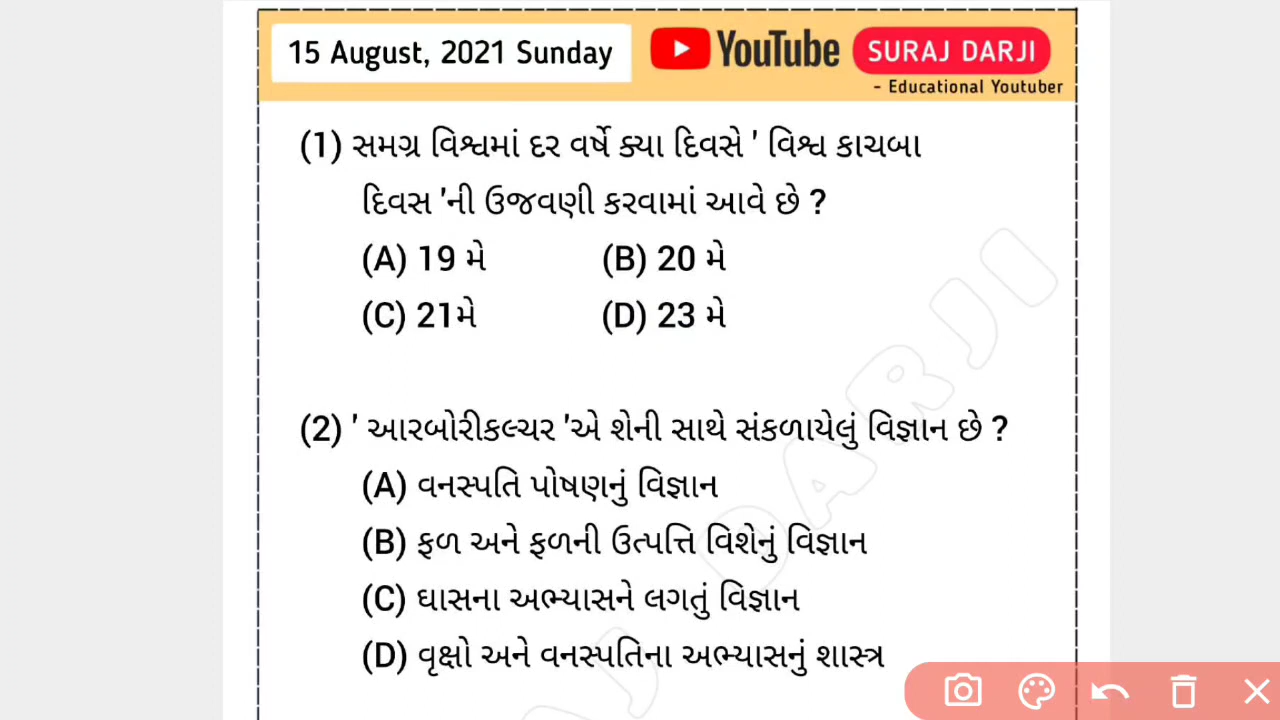 15 August, 2021 Sunday
YouTube
SURAJ DARJI
- Educational Youtuber
(1) સમગ્ર વિશ્વમાં દર વર્ષે ક્યા દિવસે ' વિશ્વ કાચબા
દિવસ 'ની ઉજવણી કરવામાં આવે છે ?
(A) 19 મે (B) 20 મે
(C) 21મે (D) 23 મે
(2) ' આરબોરીકલ્ચર 'એ શેની સાથે સંકળાયેલું વિજ્ઞાન છે ?
(A) વનસ્પતિ પોષણનું વિજ્ઞાન
(B) ફળ અને ફળની ઉત્પત્તિ વિશેનું વિજ્ઞાન
(C) ઘાસના અભ્યાસને લગતું વિજ્ઞાન
(D) વૃક્ષો અને વનસ્પતિના અભ્યાસનું શાસ્ત્ર
DARJI